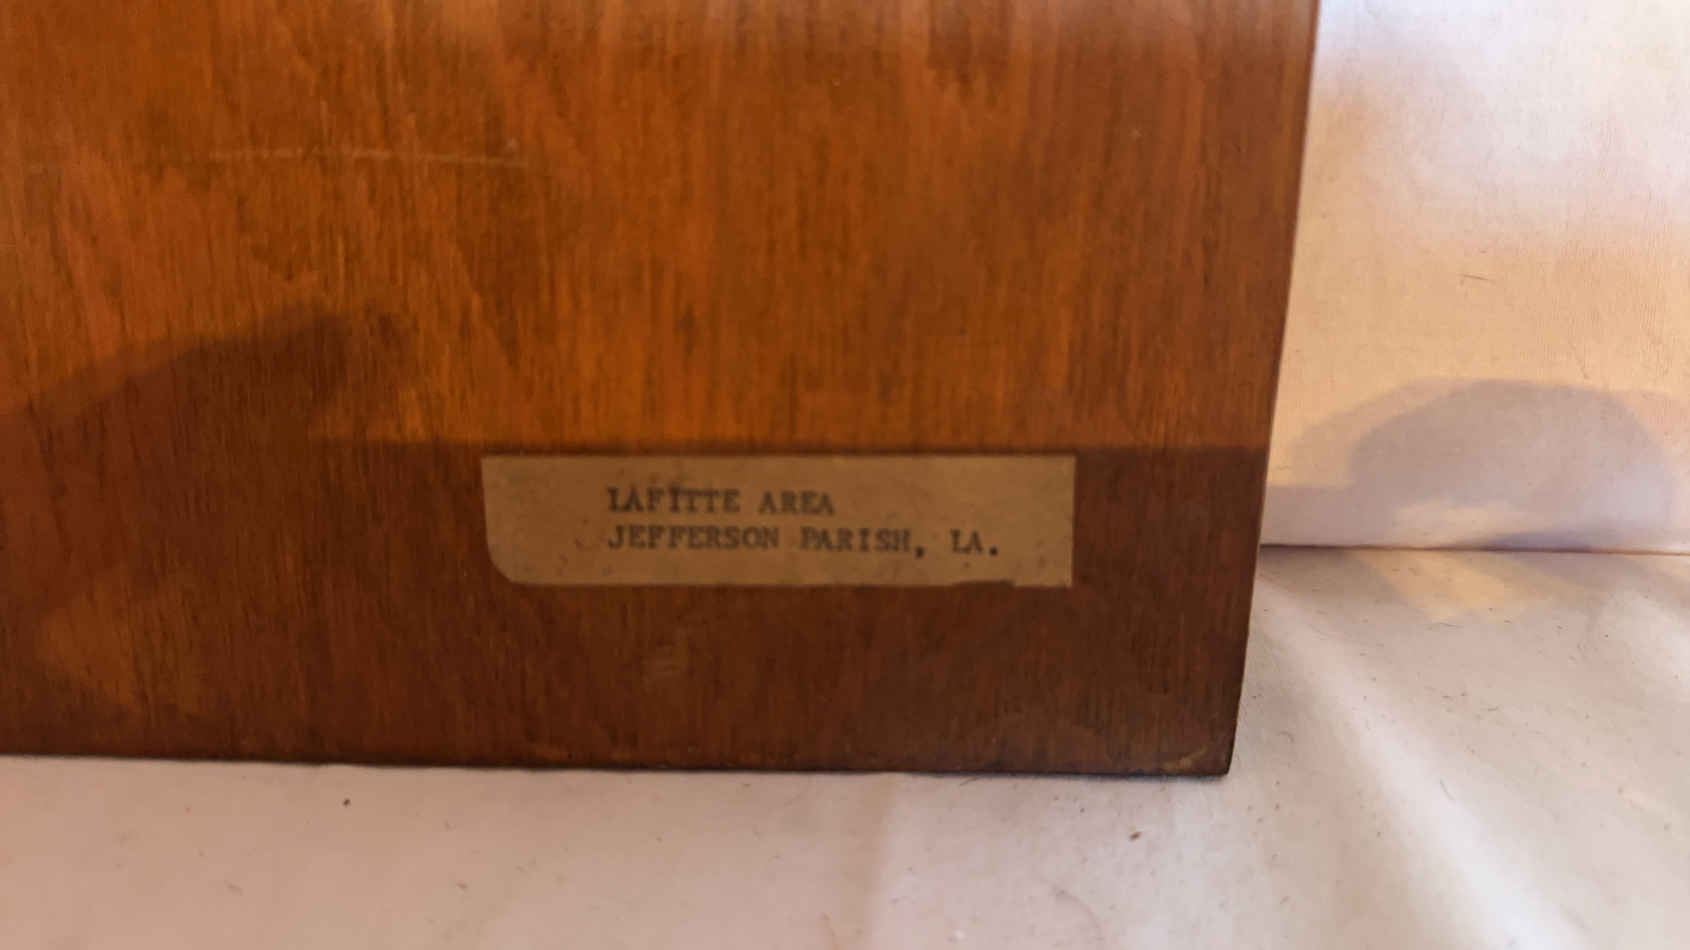 LAFITTE AREA
JEFFERSON PARISH, LA.